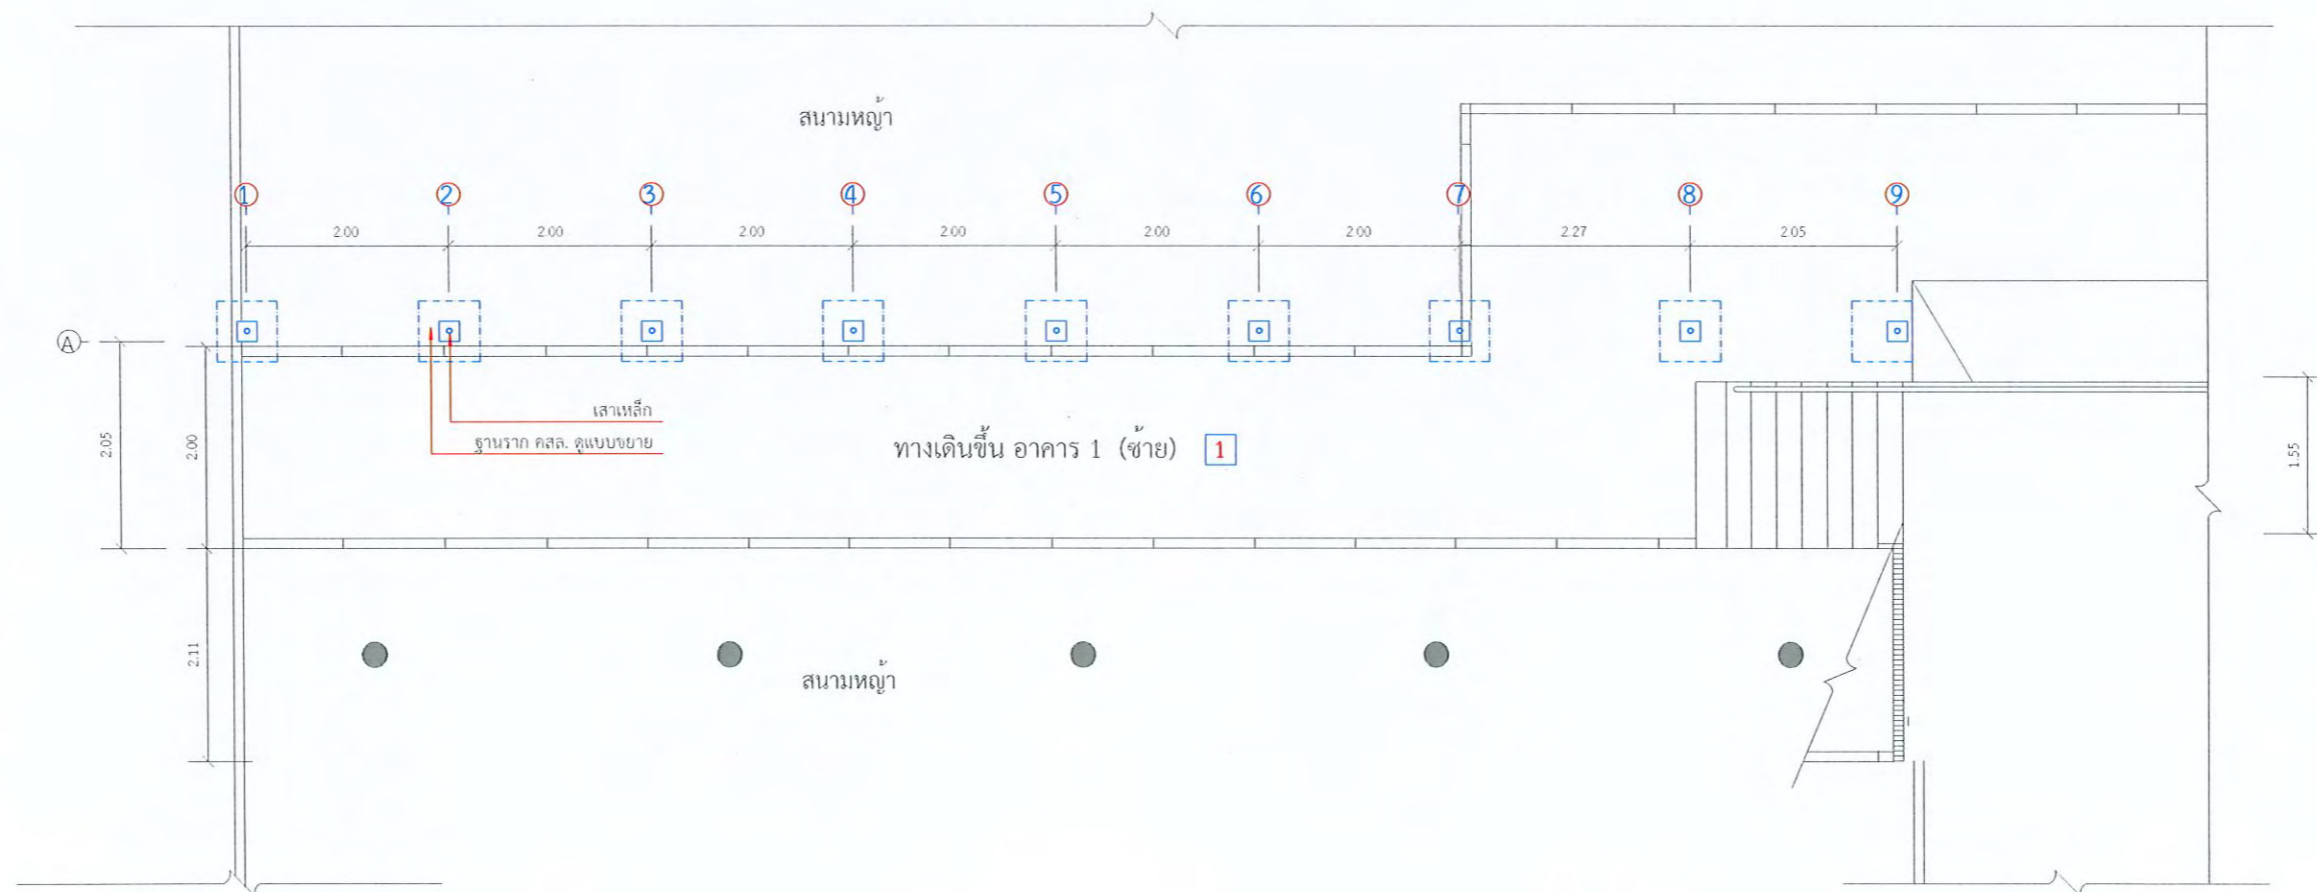 สนามหญ้า
1 2 3 4 5 6 7 8 9
2.00 2.00 2.00 2.00 2.00 2.00 2.27 2.05
A
เสาเหล็ก
ฐานราก คสล. ดูแบบขยาย
ทางเดินขึ้น อาคาร 1 (ซ้าย) 1
2.05
2.00
1.55
2.11
สนามหญ้า